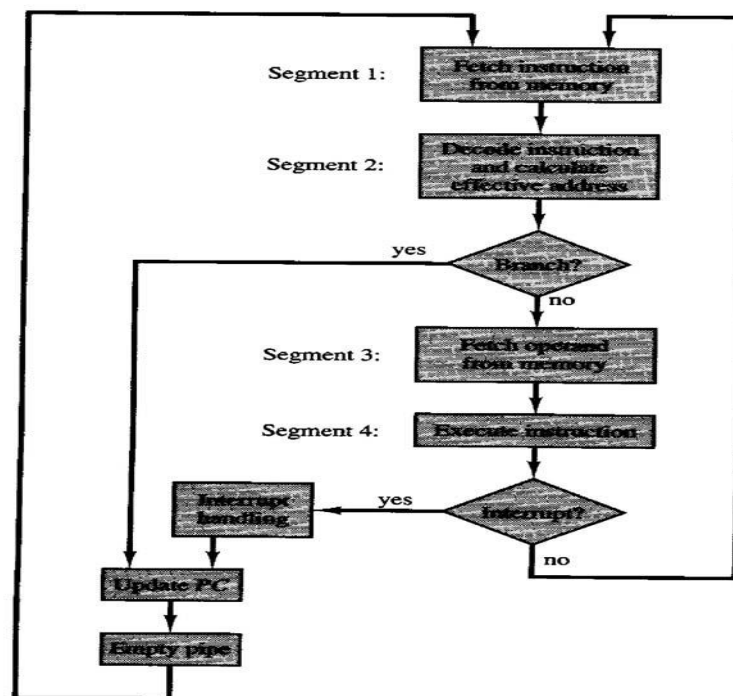 Segment 1:
Fetch instruction
from memory
Segment 2:
Decode instruction
and calculate
effective address
yes
Branch?
no
Segment 3:
Fetch operand
from memory
Segment 4:
Execute instruction
Interrupt
handling
yes
Interrupt?
no
Update PC
Empty pipe